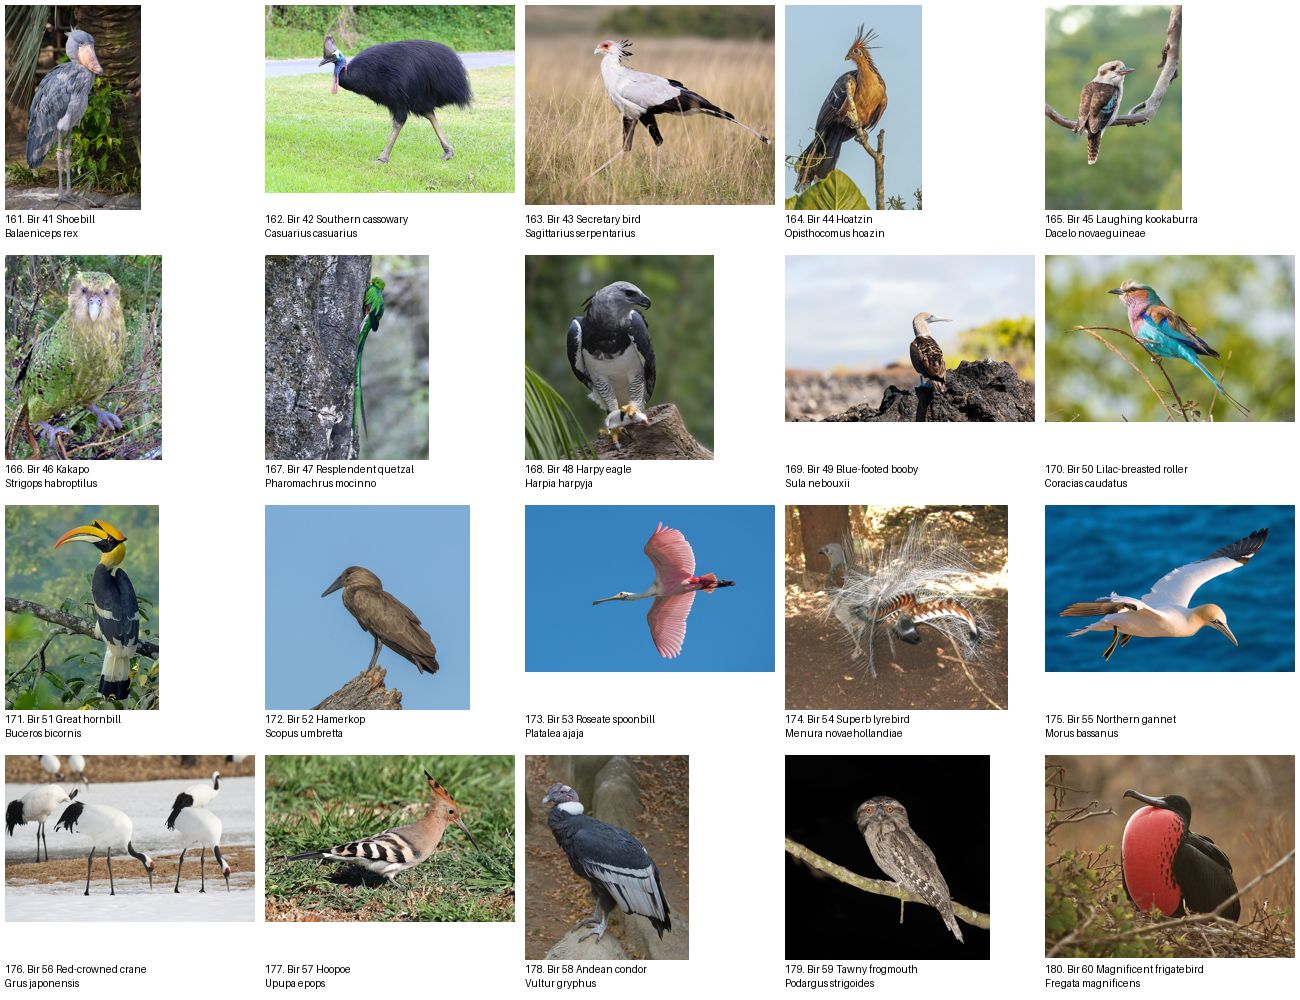 161. Bir 41 Shoebill
Balaeniceps rex
162. Bir 42 Southern cassowary
Casuarius casuarius
163. Bir 43 Secretary bird
Sagittarius serpentarius
164. Bir 44 Hoatzin
Opisthocomus hoazin
165. Bir 45 Laughing kookaburra
Dacelo novaeguineae
166. Bir 46 Kakapo
Strigops habroptilus
167. Bir 47 Resplendent quetzal
Pharomachrus mocinno
168. Bir 48 Harpy eagle
Harpia harpyja
169. Bir 49 Blue-footed booby
Sula nebouxii
170. Bir 50 Lilac-breasted roller
Coracias caudatus
171. Bir 51 Great hornbill
Buceros bicornis
172. Bir 52 Hamerkop
Scopus umbretta
173. Bir 53 Roseate spoonbill
Platalea ajaja
174. Bir 54 Superb lyrebird
Menura novaehollandiae
175. Bir 55 Northern gannet
Morus bassanus
176. Bir 56 Red-crowned crane
Grus japonensis
177. Bir 57 Hoopoe
Upupa epops
178. Bir 58 Andean condor
Vultur gryphus
179. Bir 59 Tawny frogmouth
Podargus strigoides
180. Bir 60 Magnificent frigatebird
Fregata magnificens